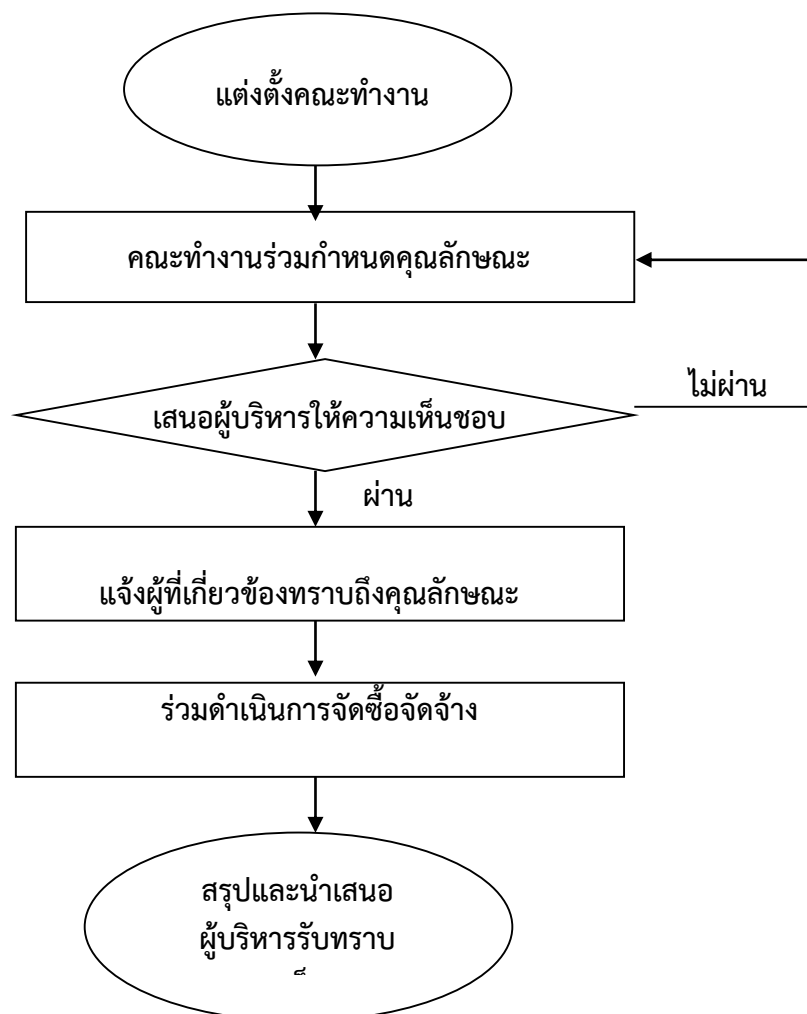 แต่งตั้งคณะทำงาน
คณะทำงานร่วมกำหนดคุณลักษณะ
ไม่ผ่าน
เสนอผู้บริหารให้ความเห็นชอบ
ผ่าน
แจ้งผู้ที่เกี่ยวข้องทราบถึงคุณลักษณะ
ร่วมดำเนินการจัดซื้อจัดจ้าง
สรุปและนำเสนอ
ผู้บริหารรับทราบ